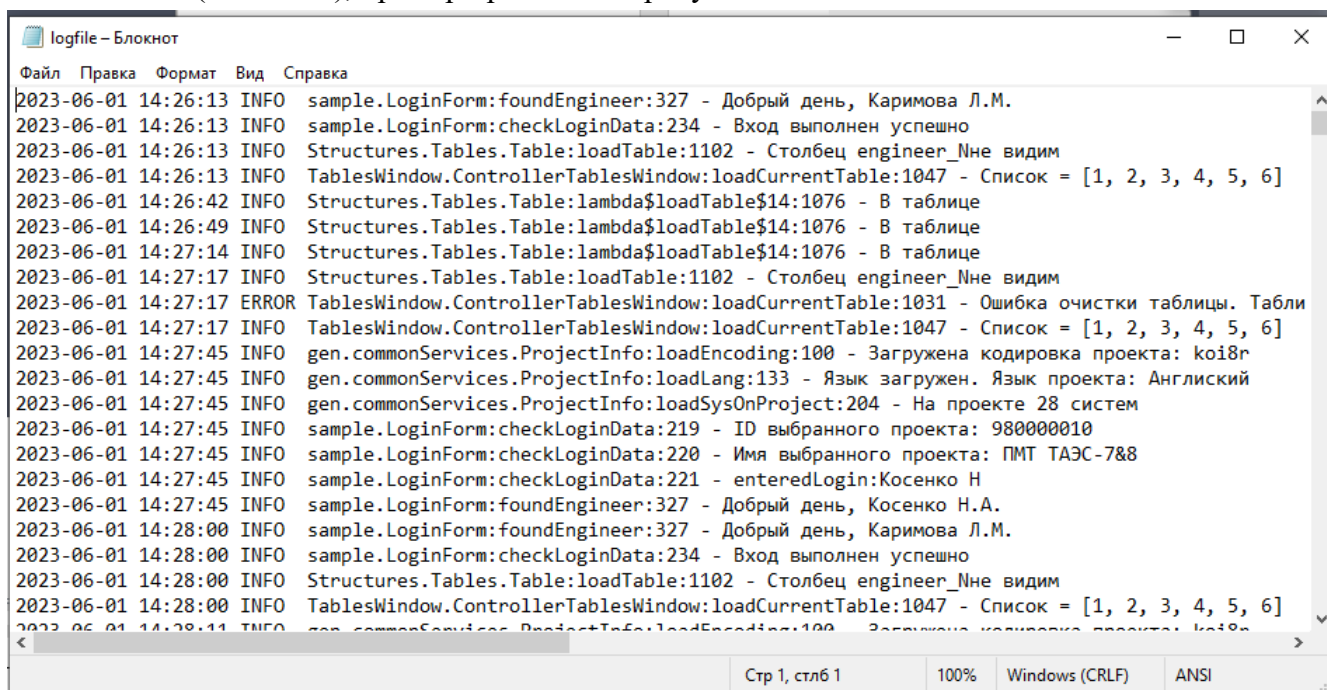 logfile – Блокнот
Файл Правка Формат Вид Справка
2023-06-01 14:26:13 INFO  sample.LoginForm:foundEngineer:327 - Добрый день, Каримова Л.М.
2023-06-01 14:26:13 INFO  sample.LoginForm:checkLoginData:234 - Вход выполнен успешно
2023-06-01 14:26:13 INFO  Structures.Tables.Table:loadTable:1102 - Столбец engineer_Nне видим
2023-06-01 14:26:13 INFO  TablesWindow.ControllerTablesWindow:loadCurrentTable:1047 - Список = [1, 2, 3, 4, 5, 6]
2023-06-01 14:26:42 INFO  Structures.Tables.Table:lambda$loadTable$14:1076 - В таблице
2023-06-01 14:26:49 INFO  Structures.Tables.Table:lambda$loadTable$14:1076 - В таблице
2023-06-01 14:27:14 INFO  Structures.Tables.Table:lambda$loadTable$14:1076 - В таблице
2023-06-01 14:27:17 INFO  Structures.Tables.Table:loadTable:1102 - Столбец engineer_Nне видим
2023-06-01 14:27:17 ERROR TablesWindow.ControllerTablesWindow:loadCurrentTable:1031 - Ошибка очистки таблицы. Табли
2023-06-01 14:27:17 INFO  TablesWindow.ControllerTablesWindow:loadCurrentTable:1047 - Список = [1, 2, 3, 4, 5, 6]
2023-06-01 14:27:45 INFO  gen.commonServices.ProjectInfo:loadEncoding:100 - Загружена кодировка проекта: koi8r
2023-06-01 14:27:45 INFO  gen.commonServices.ProjectInfo:loadLang:133 - Язык загружен. Язык проекта: Англиский
2023-06-01 14:27:45 INFO  gen.commonServices.ProjectInfo:loadSysOnProject:204 - На проекте 28 систем
2023-06-01 14:27:45 INFO  sample.LoginForm:checkLoginData:219 - ID выбранного проекта: 980000010
2023-06-01 14:27:45 INFO  sample.LoginForm:checkLoginData:220 - Имя выбранного проекта: ПМТ ТАЭС-7&8
2023-06-01 14:27:45 INFO  sample.LoginForm:checkLoginData:221 - enteredLogin:Косенко Н
2023-06-01 14:27:45 INFO  sample.LoginForm:foundEngineer:327 - Добрый день, Косенко Н.А.
2023-06-01 14:28:00 INFO  sample.LoginForm:foundEngineer:327 - Добрый день, Каримова Л.М.
2023-06-01 14:28:00 INFO  sample.LoginForm:checkLoginData:234 - Вход выполнен успешно
2023-06-01 14:28:00 INFO  Structures.Tables.Table:loadTable:1102 - Столбец engineer_Nне видим
2023-06-01 14:28:00 INFO  TablesWindow.ControllerTablesWindow:loadCurrentTable:1047 - Список = [1, 2, 3, 4, 5, 6]
2023-06-01 14:28:11 INFO  gen.commonServices.ProjectInfo:loadEncoding:100 - Загружена кодировка проекта: koi8r
Стр 1, стлб 1 100% Windows (CRLF) ANSI